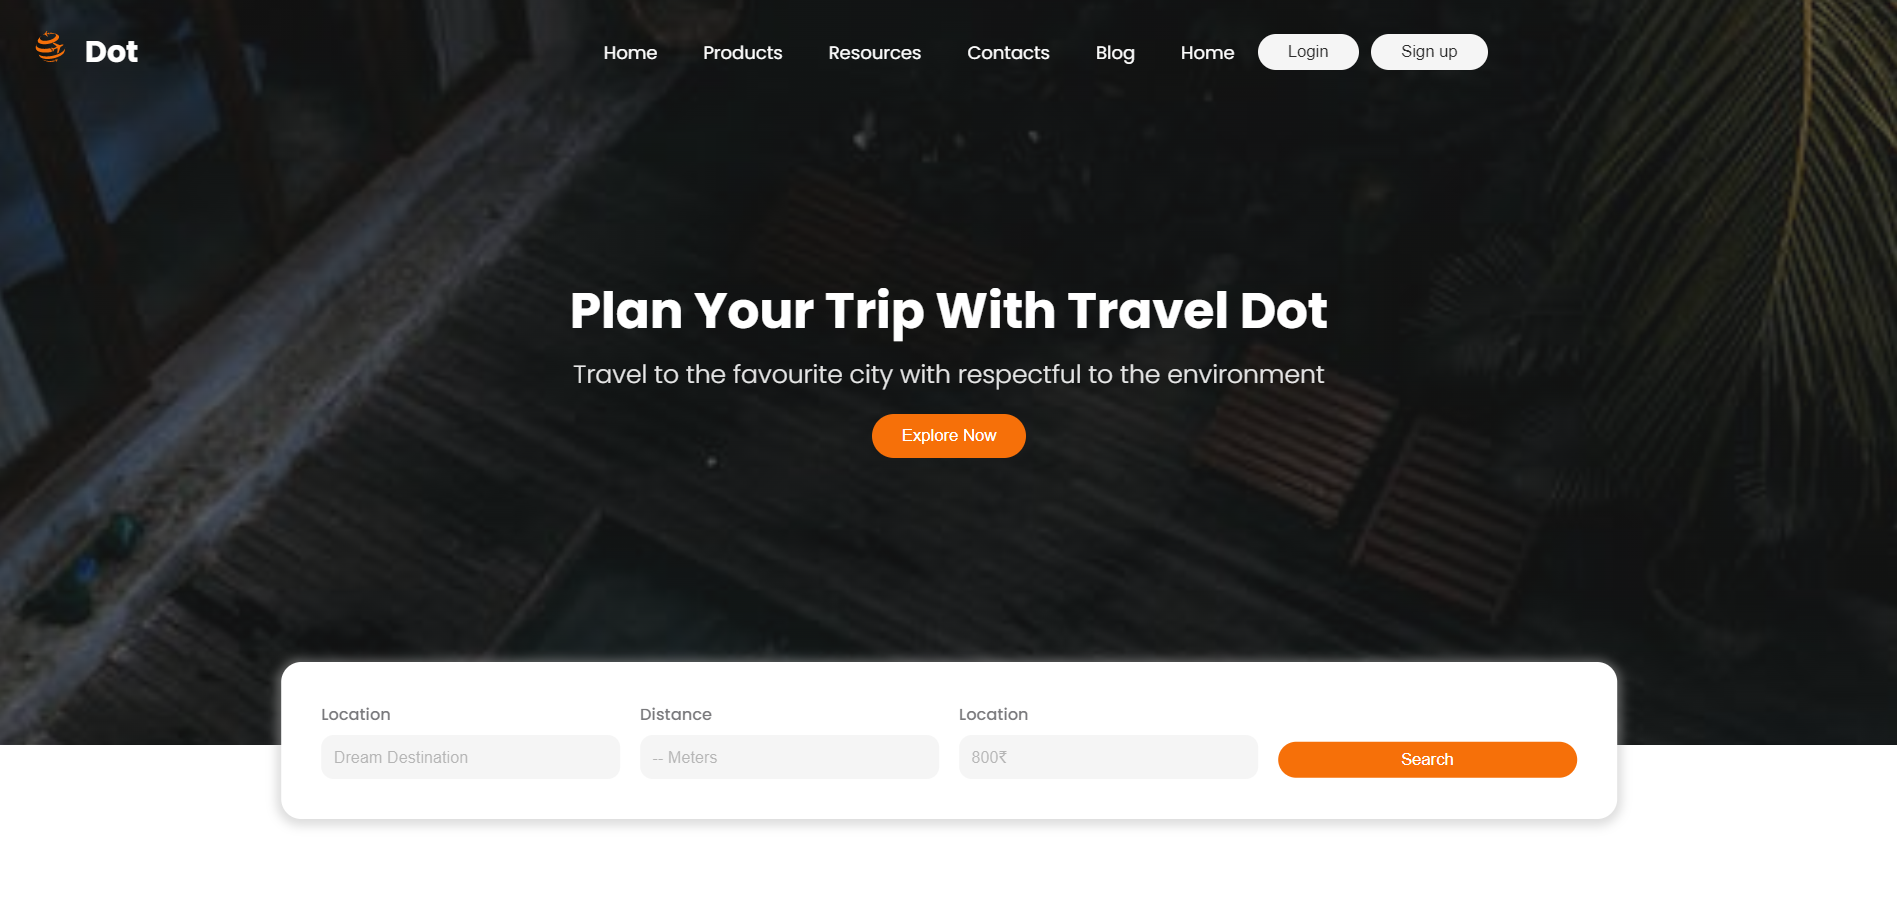 Dot
Home Products Resources Contacts Blog Home Login Sign up
Plan Your Trip With Travel Dot
Travel to the favourite city with respectful to the environment
Explore Now
Location Distance Location
Dream Destination -- Meters 800₹ Search